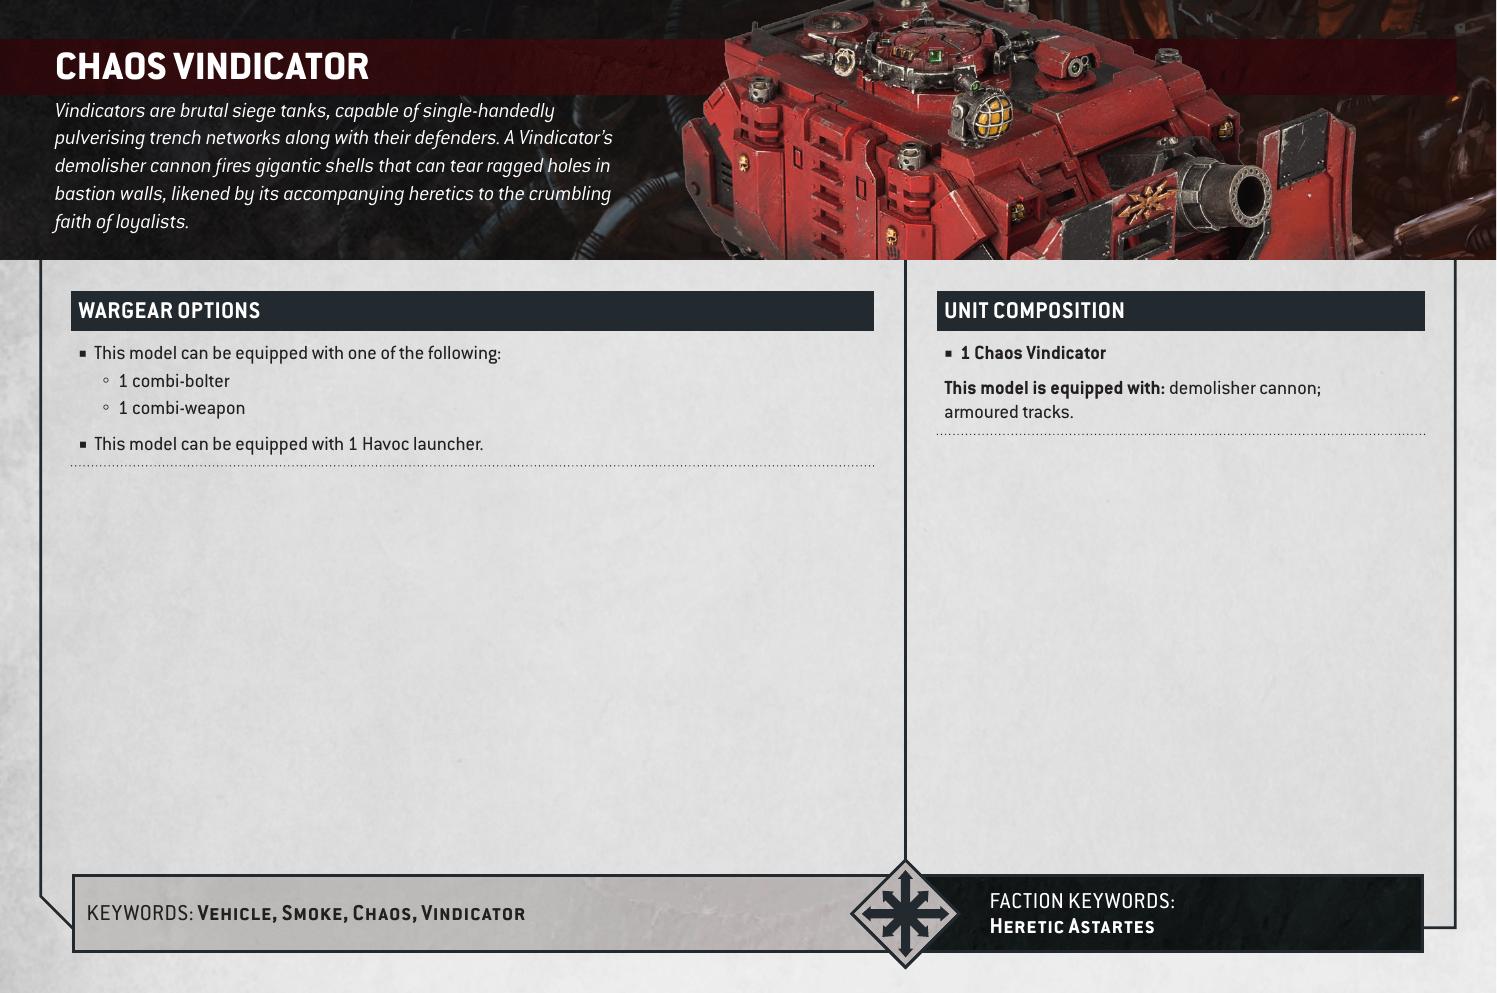 CHAOS VINDICATOR
Vindicators are brutal siege tanks, capable of single-handedly
pulverising trench networks along with their defenders. A Vindicator’s
demolisher cannon fires gigantic shells that can tear ragged holes in
bastion walls, likened by its accompanying heretics to the crumbling
faith of loyalists.
WARGEAR OPTIONS
■ This model can be equipped with one of the following:
◦ 1 combi-bolter
◦ 1 combi-weapon
■ This model can be equipped with 1 Havoc launcher.
UNIT COMPOSITION
■ 1 Chaos Vindicator
This model is equipped with: demolisher cannon;
armoured tracks.
KEYWORDS: Vehicle, Smoke, Chaos, Vindicator
FACTION KEYWORDS:
Heretic Astartes